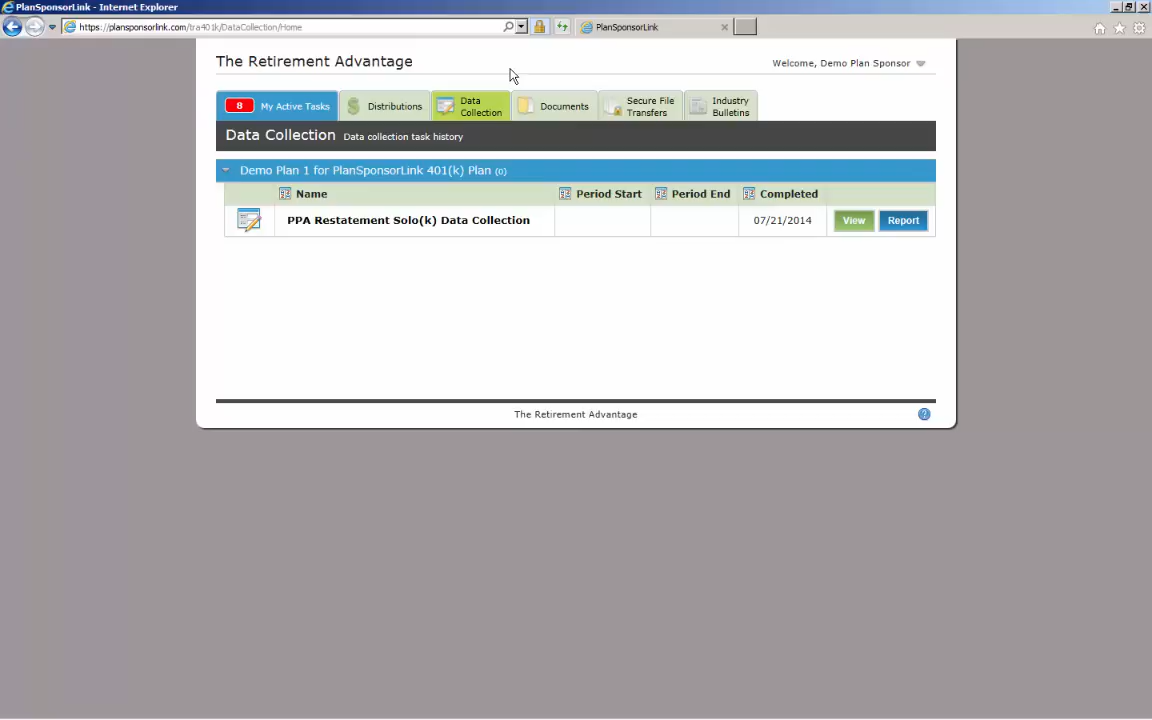 PlanSponsorLink - Internet Explorer
https://plansponsorlink.com/tra401k/DataCollection/Home
PlanSponsorLink
The Retirement Advantage
Welcome, Demo Plan Sponsor
8 My Active Tasks
Distributions
Data
Collection
Documents
Secure File
Transfers
Industry
Bulletins
Data Collection Data collection task history
Demo Plan 1 for PlanSponsorLink 401(k) Plan (0)
Name Period Start Period End Completed
PPA Restatement Solo(k) Data Collection 07/21/2014 View Report
The Retirement Advantage